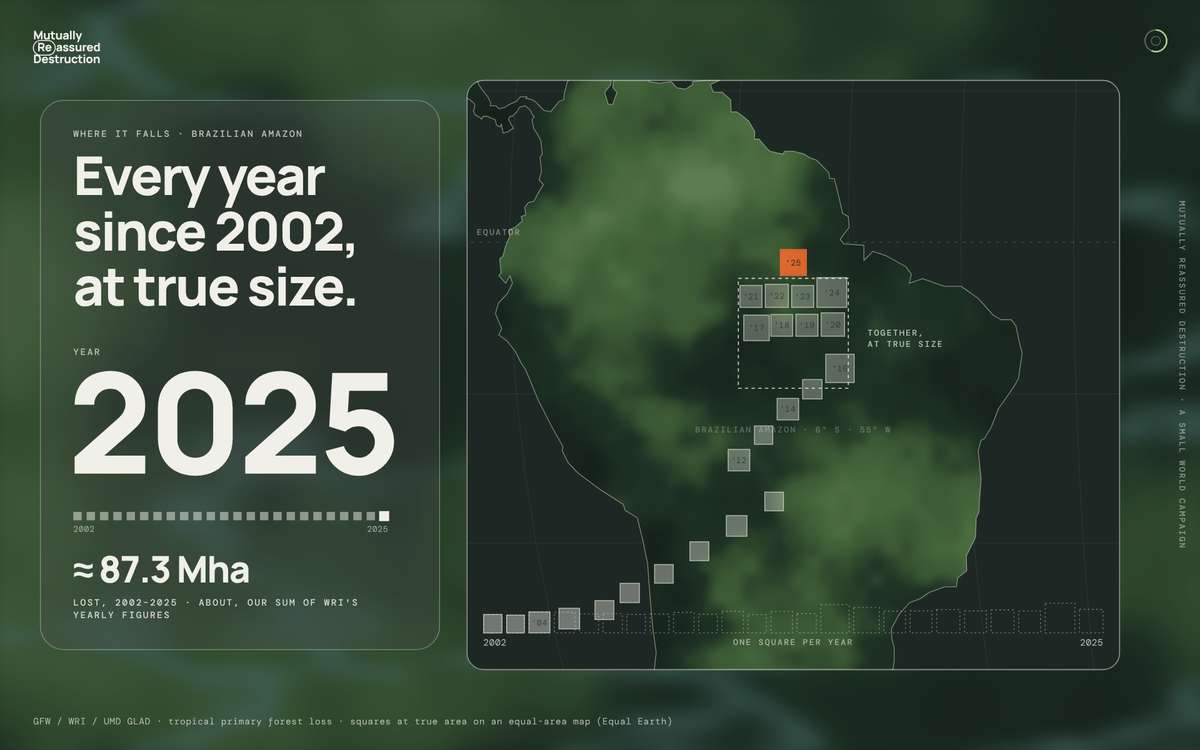 Mutually
Reassured
Destruction
WHERE IT FALLS · BRAZILIAN AMAZON
Every year
since 2002,
at true size.
YEAR
2025
2002 2025
≈ 87.3 Mha
LOST, 2002–2025 · ABOUT, OUR SUM OF WRI'S
YEARLY FIGURES
EQUATOR
'25
'21 '22 '23 '24
'17 '18 '19 '20
TOGETHER,
AT TRUE SIZE
'16
'14
BRAZILIAN AMAZON · 6° S · 55° W
'12
'04
2002 ONE SQUARE PER YEAR 2025
MUTUALLY REASSURED DESTRUCTION · A SMALL WORLD CAMPAIGN
GFW / WRI / UMD GLAD · tropical primary forest loss · squares at true area on an equal-area map (Equal Earth)